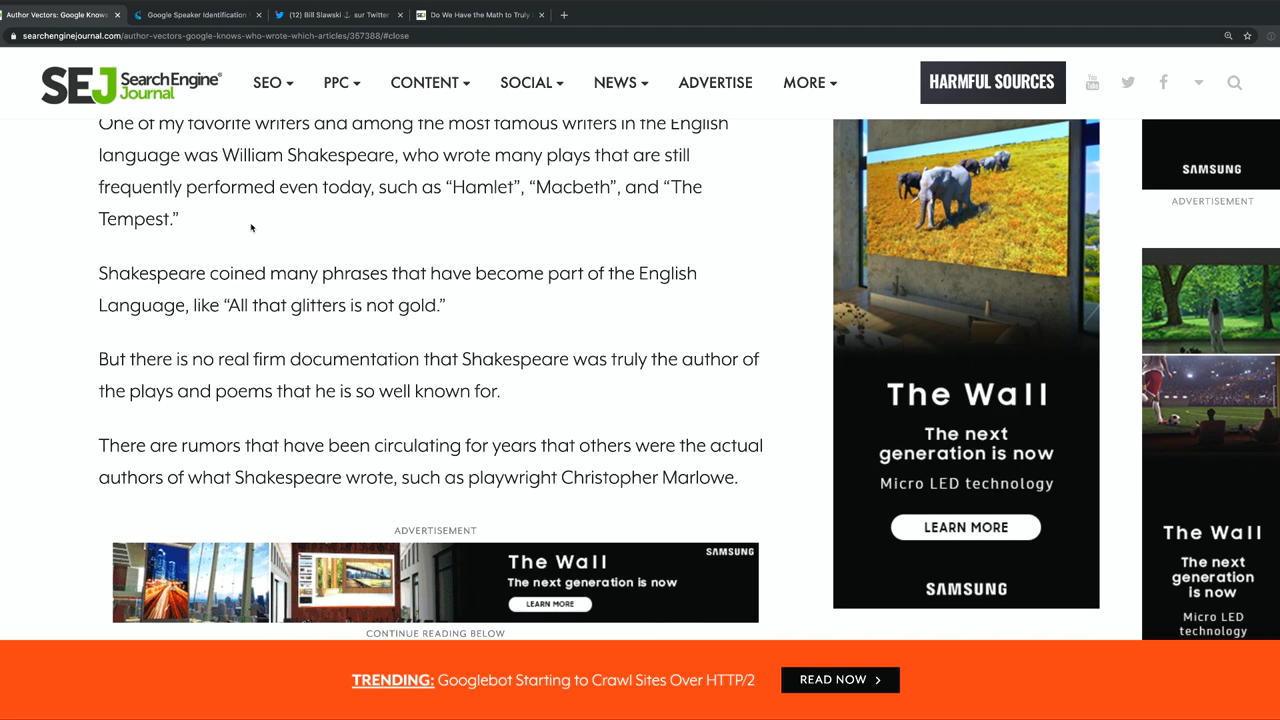 Author Vectors: Google Knows
Google Speaker Identification
(12) Bill Slawski ⚓ sur Twitter
Do We Have the Math to Truly
searchenginejournal.com/author-vectors-google-knows-who-wrote-which-articles/357388/#close
SEJ Search Engine Journal
SEO
PPC
CONTENT
SOCIAL
NEWS
ADVERTISE
MORE
HARMFUL SOURCES
You Tube
One of my favorite writers and among the most famous writers in the English
language was William Shakespeare, who wrote many plays that are still
frequently performed even today, such as “Hamlet”, “Macbeth”, and “The
Tempest.”
Shakespeare coined many phrases that have become part of the English
Language, like “All that glitters is not gold.”
But there is no real firm documentation that Shakespeare was truly the author of
the plays and poems that he is so well known for.
There are rumors that have been circulating for years that others were the actual
authors of what Shakespeare wrote, such as playwright Christopher Marlowe.
ADVERTISEMENT
The Wall
The next generation is now
LEARN MORE
SAMSUNG
CONTINUE READING BELOW
The Wall
The next
generation is now
Micro LED technology
LEARN MORE
SAMSUNG
SAMSUNG
ADVERTISEMENT
The Wall
The next
generation
is now
Micro LED
technology
TRENDING: Googlebot Starting to Crawl Sites Over HTTP/2
READ NOW